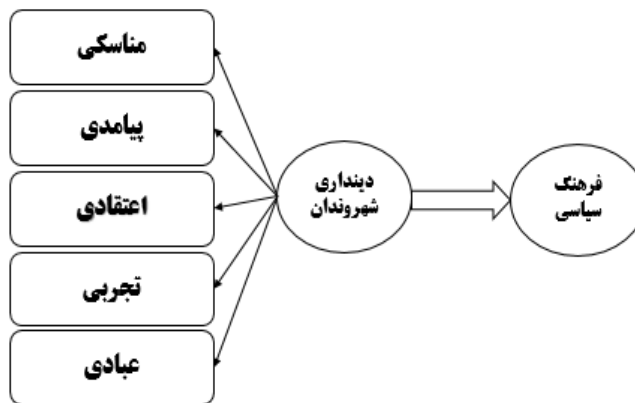 مناسکی
پیامدی
اعتقادی
تجربی
عبادی
دینداری
شهروندان
فرهنگ
سیاسی